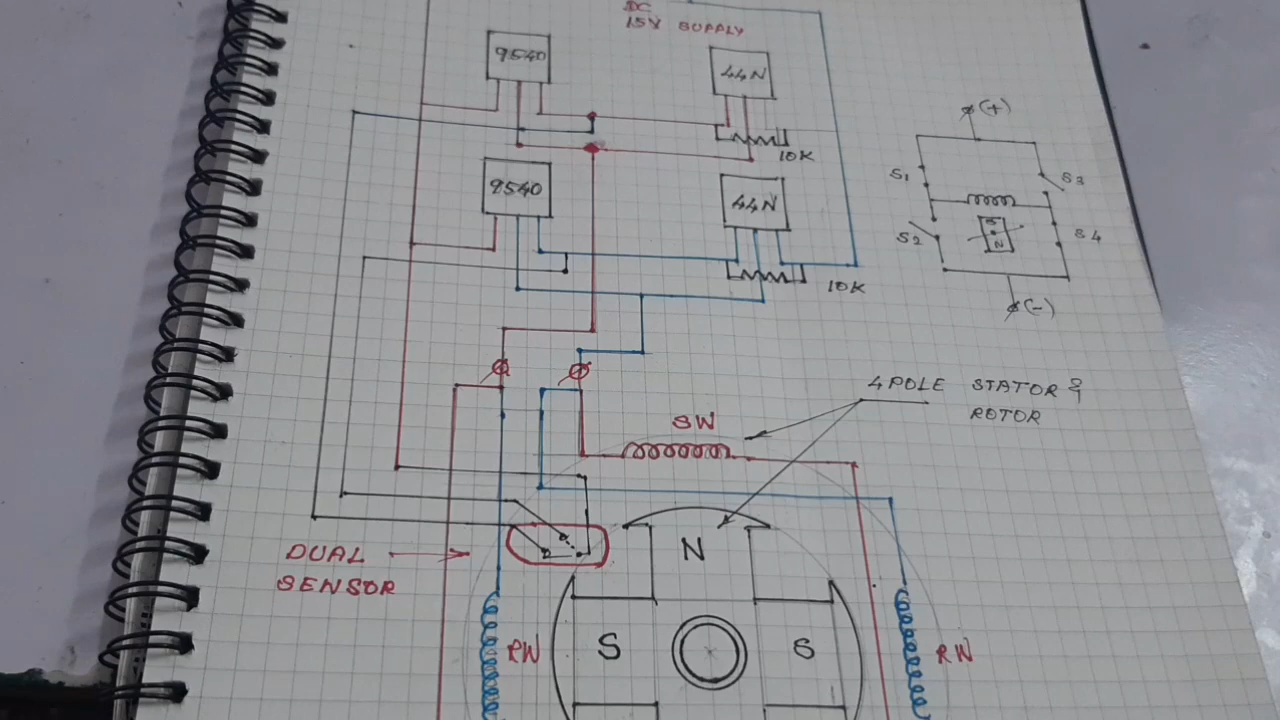 DC
15V SUPPLY
9540
44N
10K
9540
44N
10K
(+)
S1
S3
S2
S4
S
N
(-)
4 POLE STATOR &
ROTOR
SW
DUAL
SENSOR
N
S
S
RW
RW